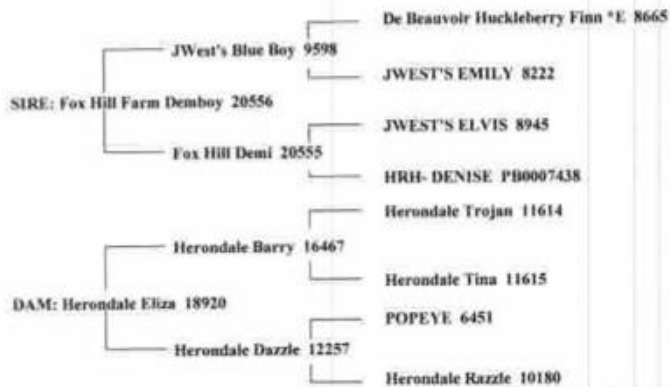 De Beauvoir Huckleberry Finn *E 8665
JWest's Blue Boy 9598
JWEST'S EMILY 8222
SIRE: Fox Hill Farm Demboy 20556
JWEST'S ELVIS 8945
Fox Hill Demi 20555
HRH- DENISE PB0007438
Herondale Trojan 11614
Herondale Barry 16467
Herondale Tina 11615
DAM: Herondale Eliza 18920
POPEYE 6451
Herondale Dazzle 12257
Herondale Razzle 10180